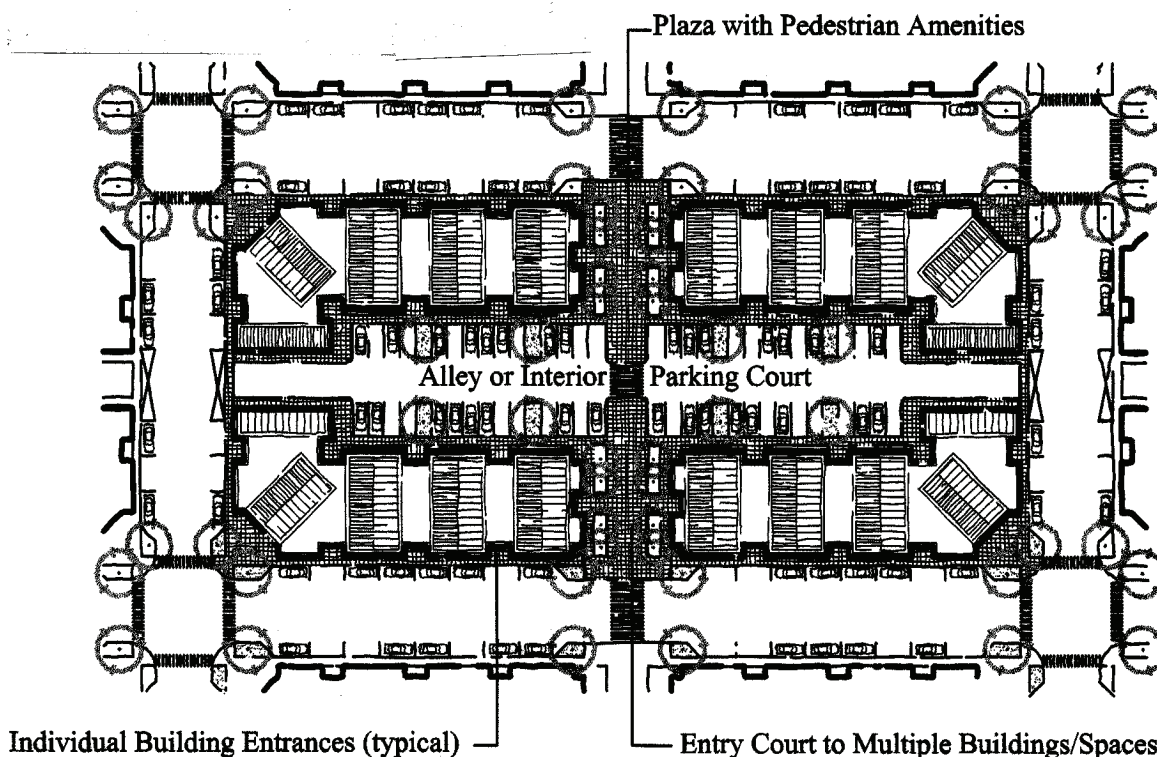 Plaza with Pedestrian Amenities
Alley or Interior Parking Court
Individual Building Entrances (typical)
Entry Court to Multiple Buildings/Spaces